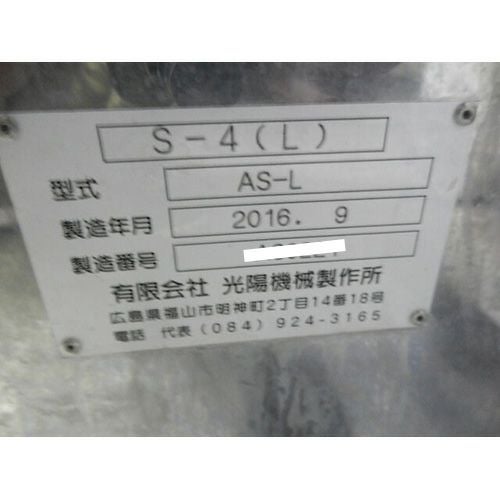 S-4(L)
型式 AS-L
製造年月 2016. 9
製造番号
有限会社 光陽機械製作所
広島県福山市明神町2丁目14番18号
電話 代表(084)924-3165